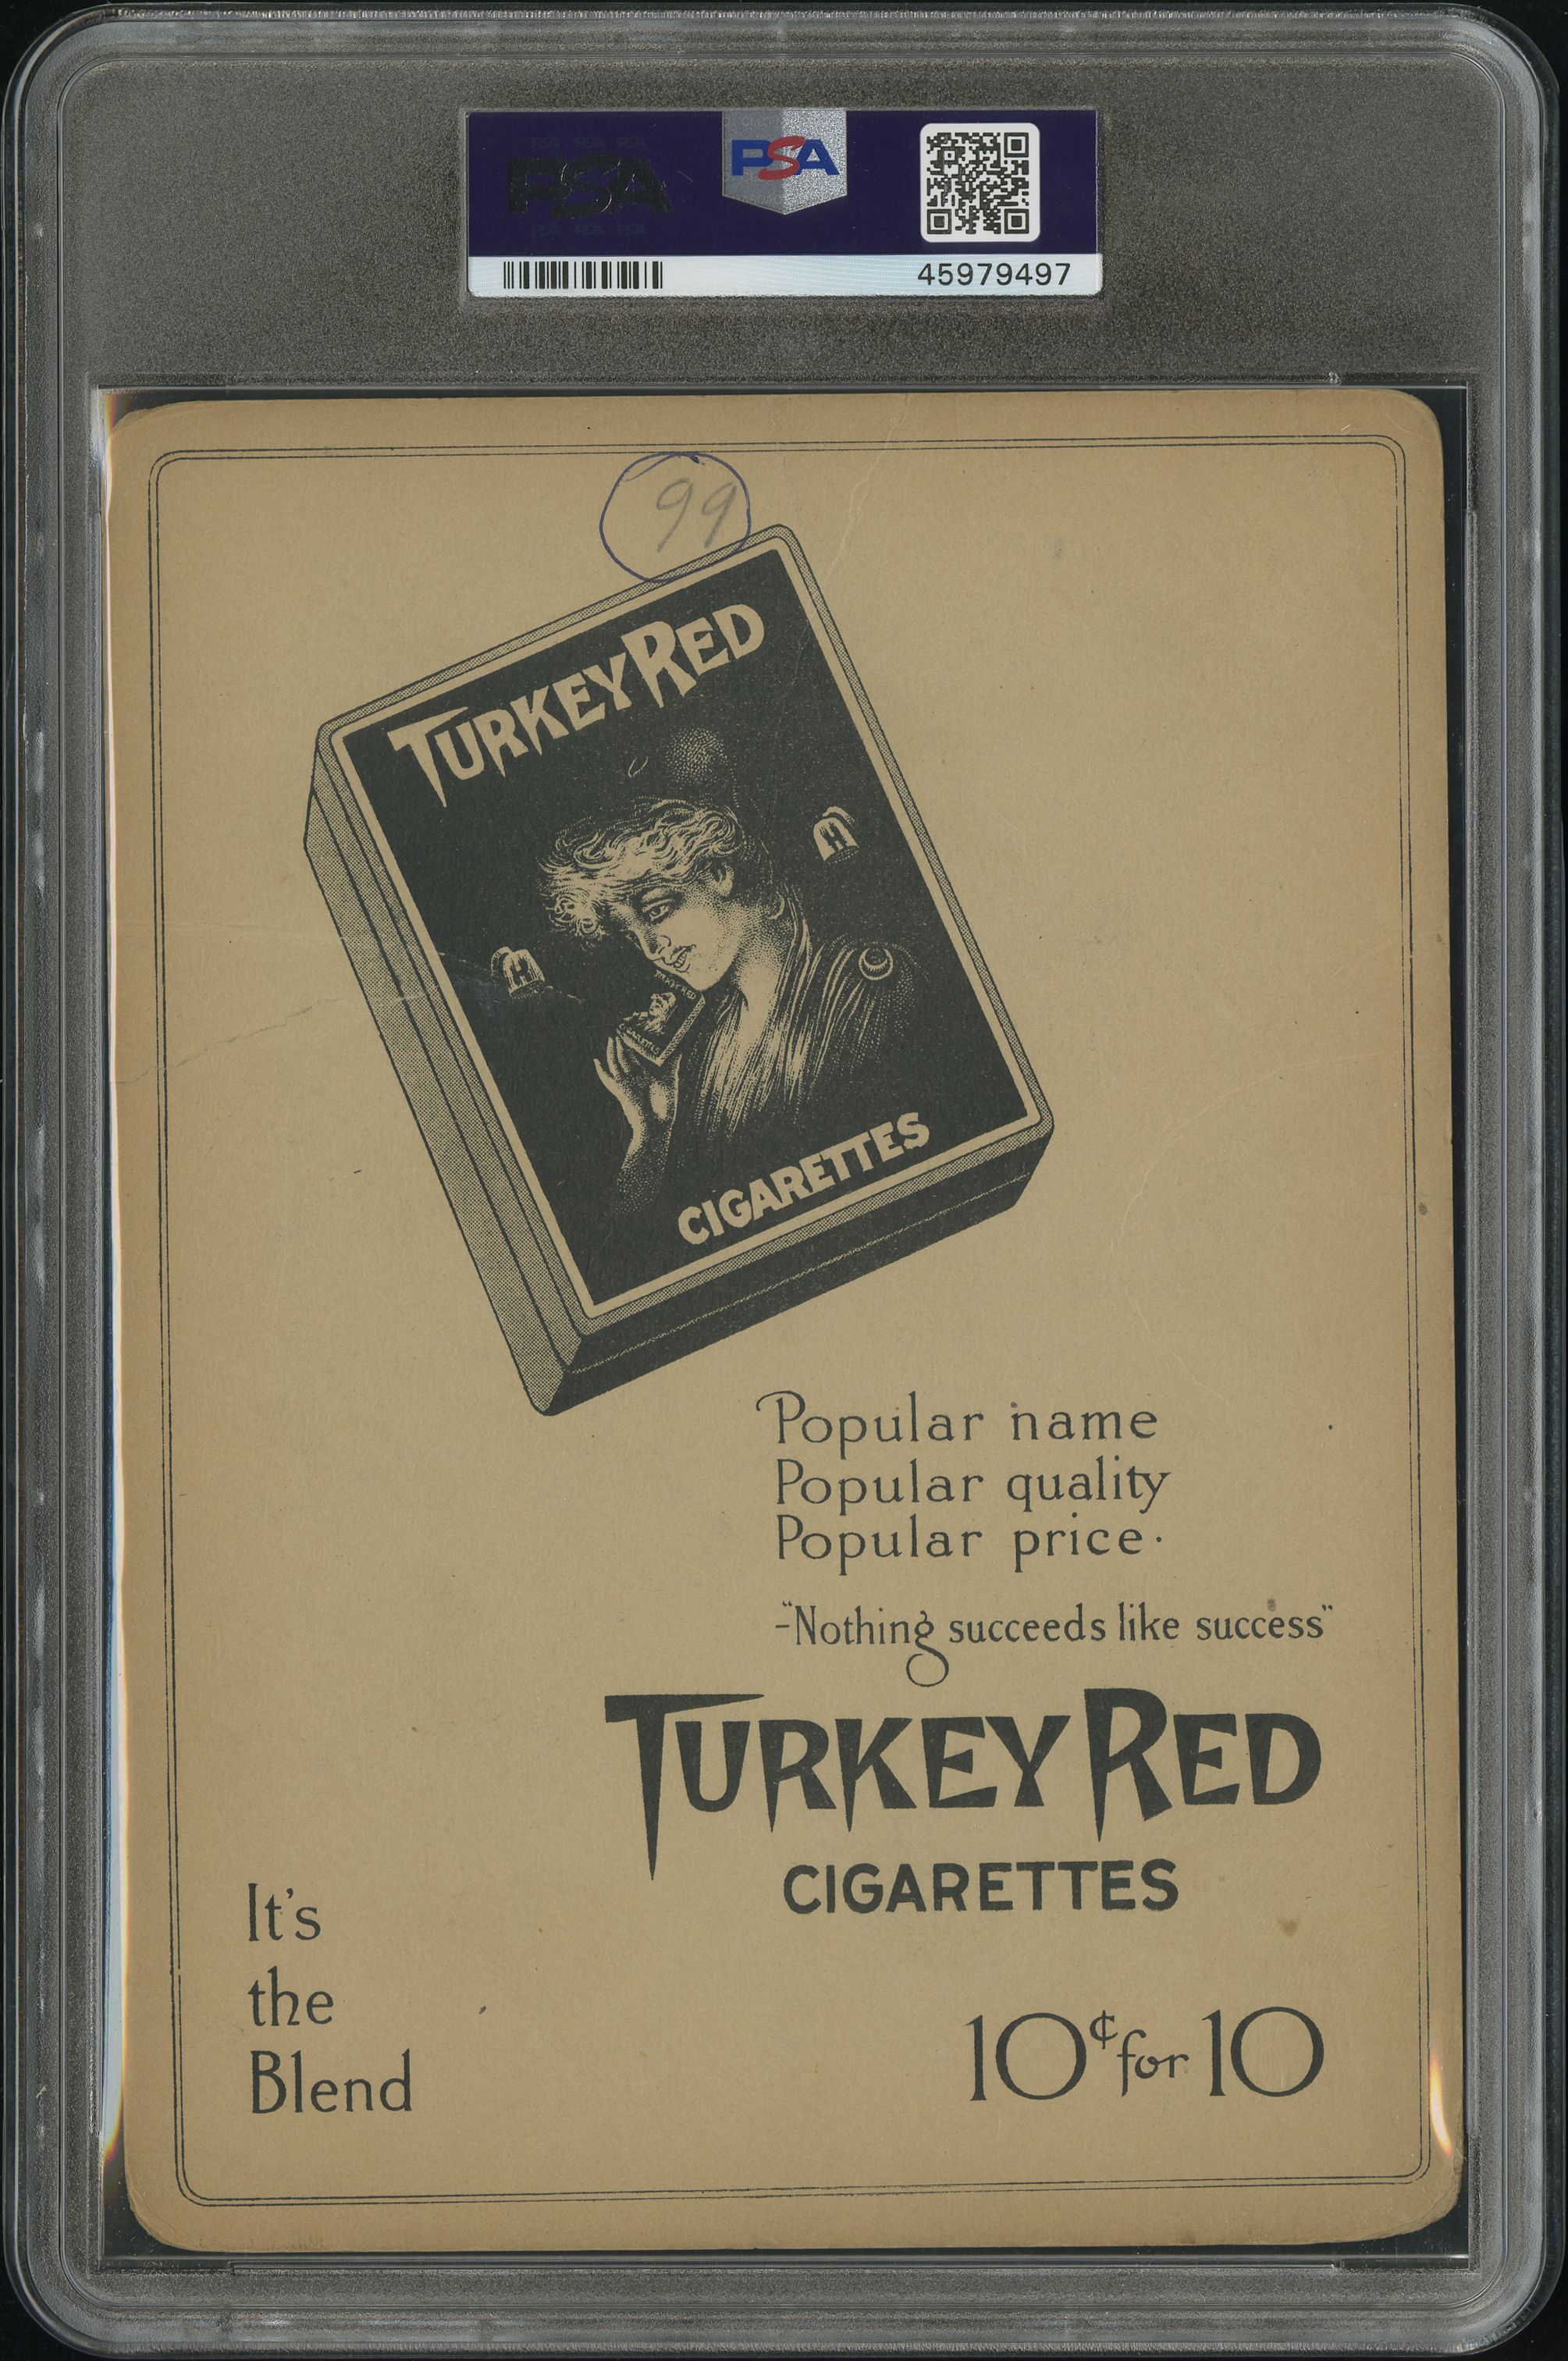 PSA
PSA
45979497
99
TURKEY RED
H
H
CIGARETTES
Popular name
Popular quality
Popular price.
-"Nothing succeeds like success"
TURKEY RED
CIGARETTES
It's
the
Blend
10¢ for 10